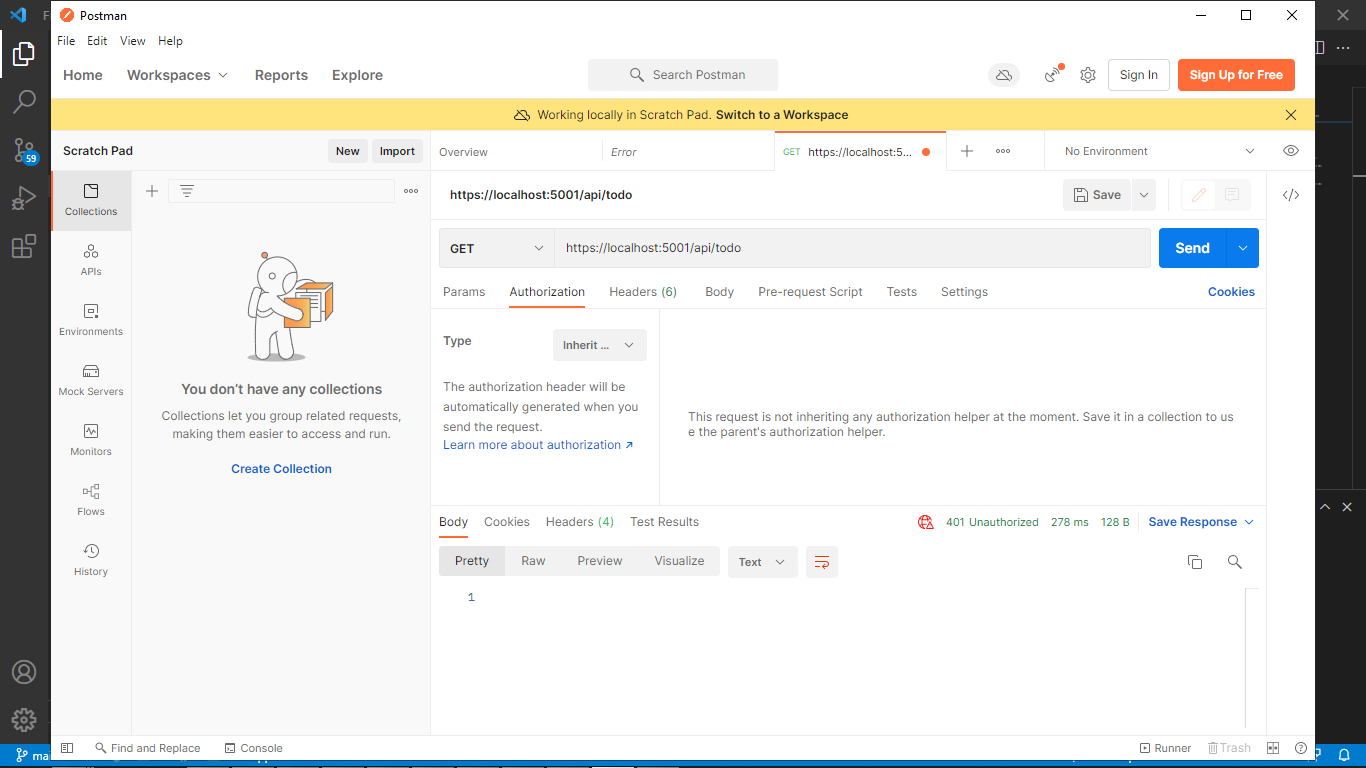 Postman
File Edit View Help
Home Workspaces Reports Explore Search Postman Sign In Sign Up for Free
Working locally in Scratch Pad. Switch to a Workspace
Scratch Pad New Import Overview Error GET https://localhost:5... No Environment
https://localhost:5001/api/todo Save
Collections
GET https://localhost:5001/api/todo Send
APIs
Params Authorization Headers (6) Body Pre-request Script Tests Settings Cookies
Environments
Type Inherit ...
Mock Servers
The authorization header will be
automatically generated when you
send the request.
Learn more about authorization ↗
This request is not inheriting any authorization helper at the moment. Save it in a collection to us
e the parent's authorization helper.
You don’t have any collections
Collections let you group related requests,
making them easier to access and run.
Create Collection
Monitors
Flows
History
Body Cookies Headers (4) Test Results 401 Unauthorized 278 ms 128 B Save Response
Pretty Raw Preview Visualize Text
1
Find and Replace Console Runner Trash
59
F
mai